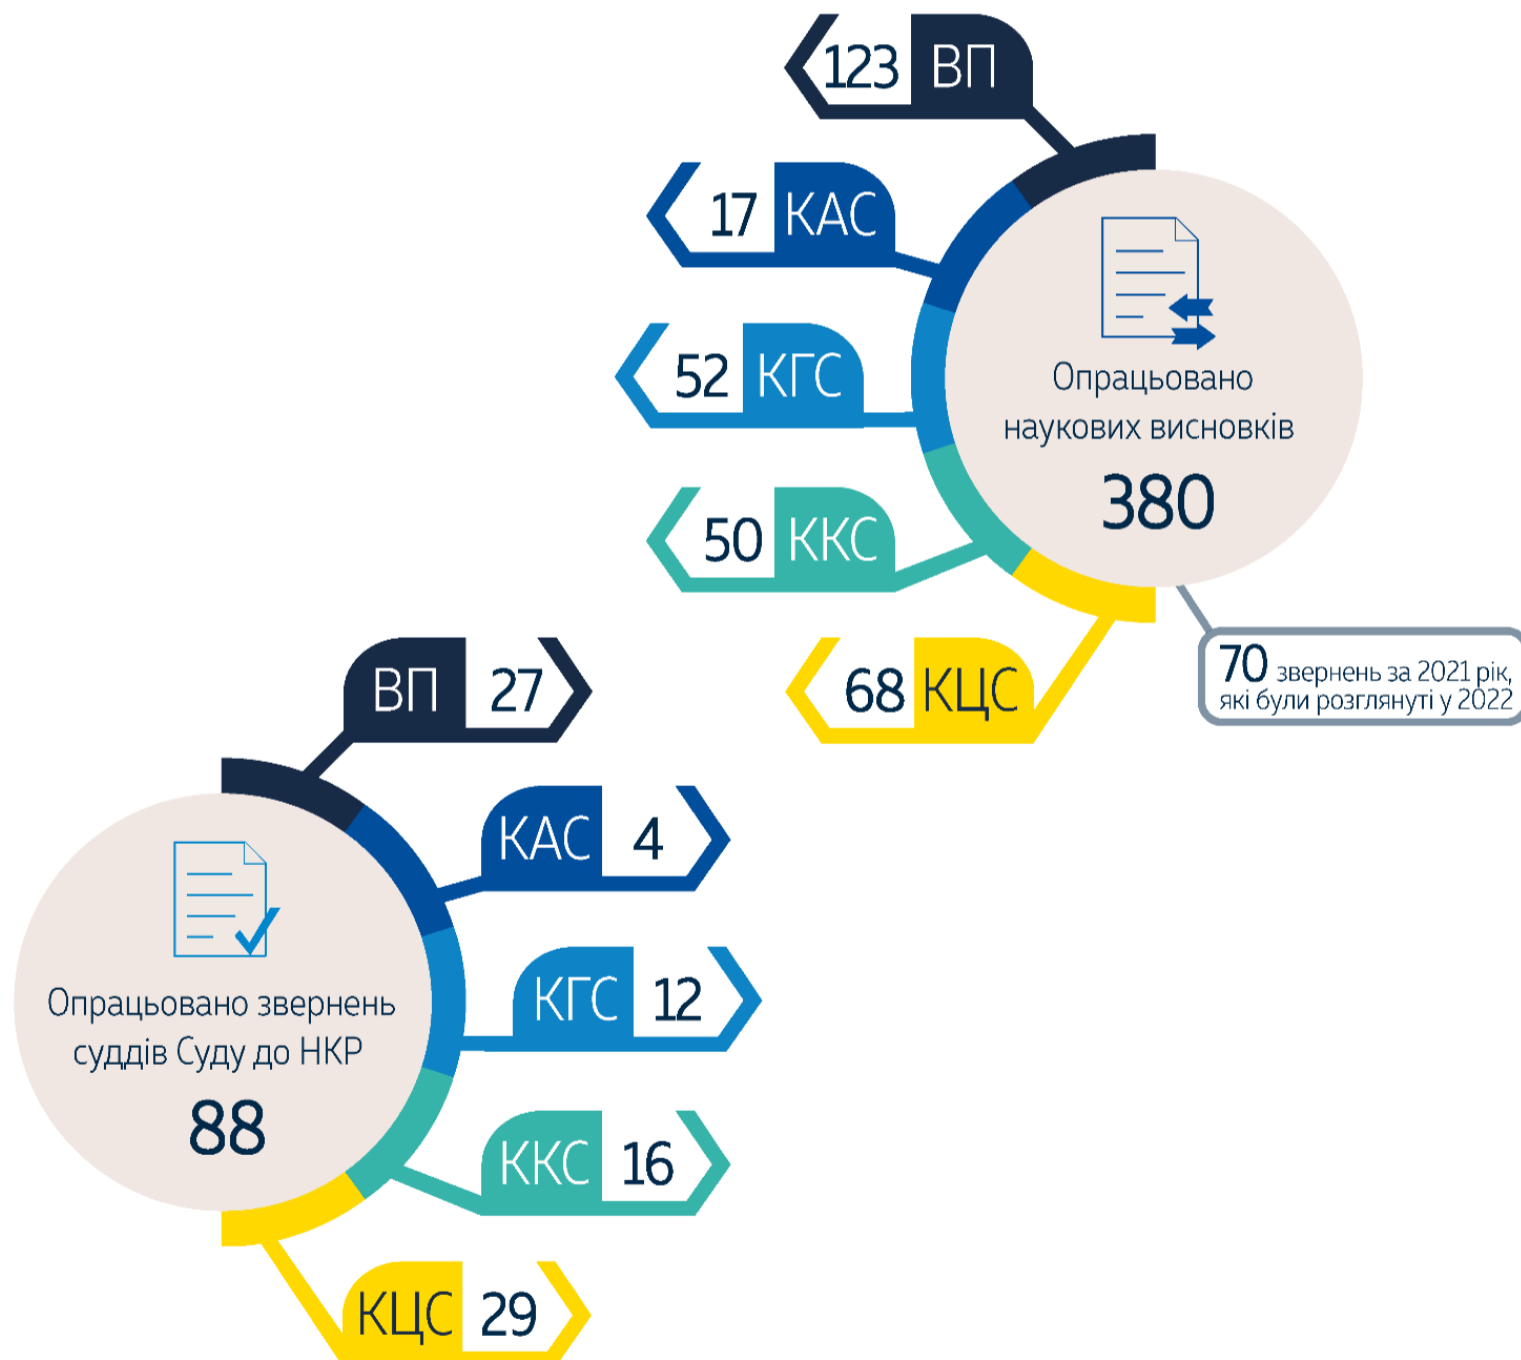 123 ВП
17 КАС
52 КГС
50 ККС
68 КЦС
Опрацьовано
наукових висновків
380
70 звернень за 2021 рік,
які були розглянуті у 2022
ВП 27
КАС 4
КГС 12
ККС 16
КЦС 29
Опрацьовано звернень
суддів Суду до НКР
88